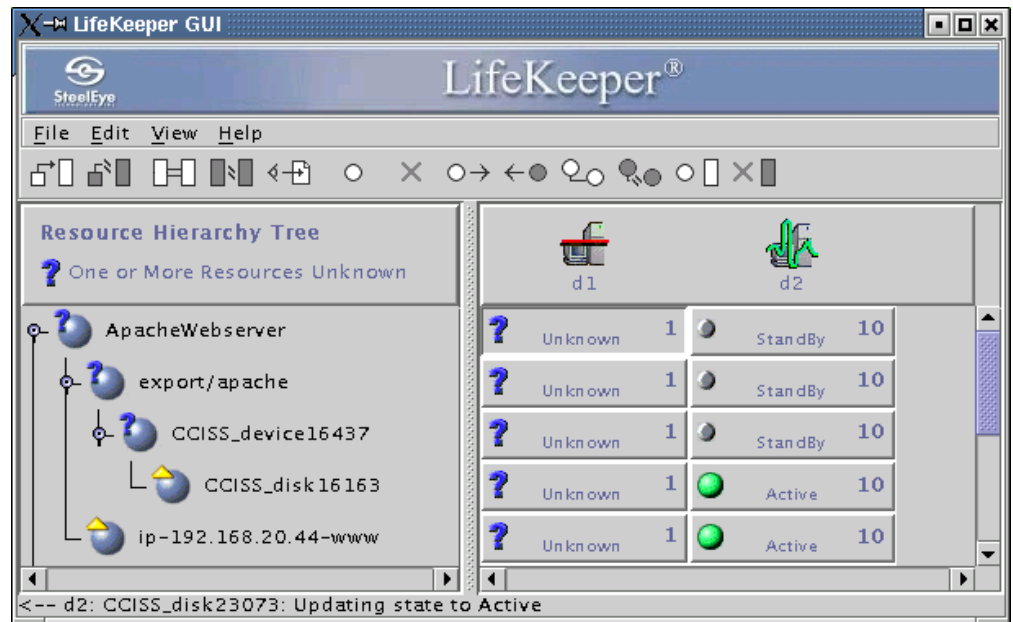 LifeKeeper GUI
SteelEye
LifeKeeper®
File Edit View Help
Resource Hierarchy Tree
? One or More Resources Unknown
d1 d2
ApacheWebserver ? Unknown 1 StandBy 10
export/apache ? Unknown 1 StandBy 10
CCISS_device16437 ? Unknown 1 StandBy 10
CCISS_disk16163 ? Unknown 1 Active 10
ip-192.168.20.44-www ? Unknown 1 Active 10
<-- d2: CCISS_disk23073: Updating state to Active